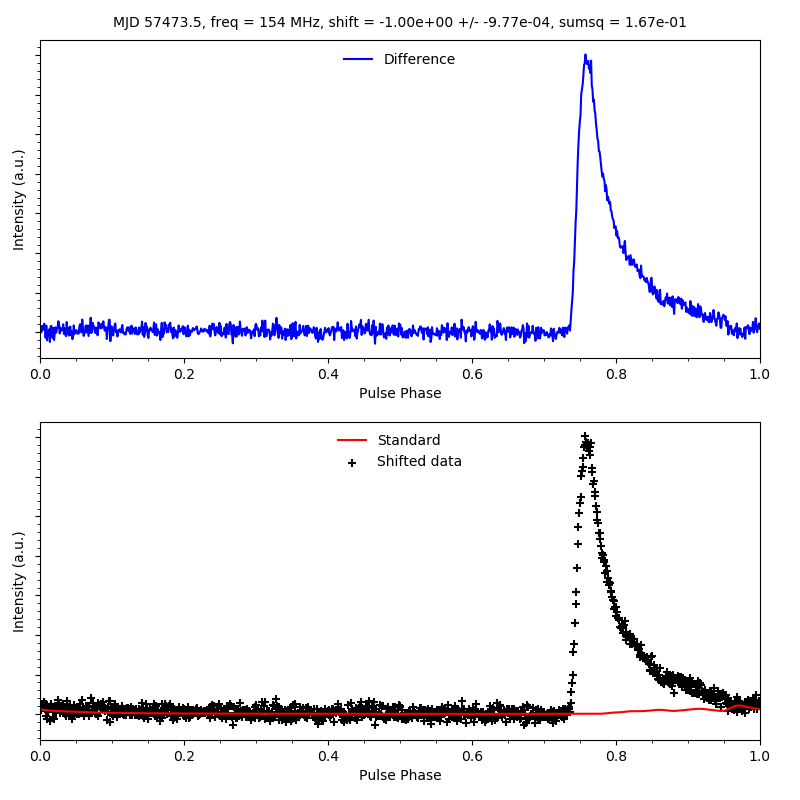 MJD 57473.5, freq = 154 MHz, shift = -1.00e+00 +/- -9.77e-04, sumsq = 1.67e-01
Difference
Intensity (a.u.)
0.0 0.2 0.4 0.6 0.8 1.0
Pulse Phase
Standard
Shifted data
Intensity (a.u.)
0.0 0.2 0.4 0.6 0.8 1.0
Pulse Phase